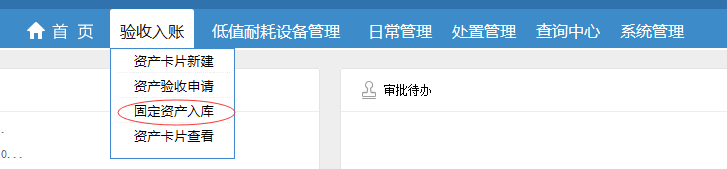 首 页 验收入账 低值耐耗设备管理 日常管理 处置管理 查询中心 系统管理
资产卡片新建
资产验收申请
固定资产入库
资产卡片查看
审批待办
.
0...